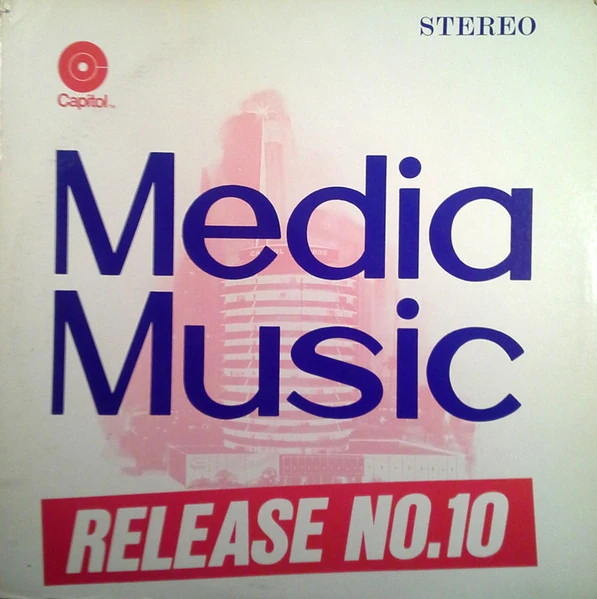 STEREO
Capitol
Media
Music
RELEASE NO.10